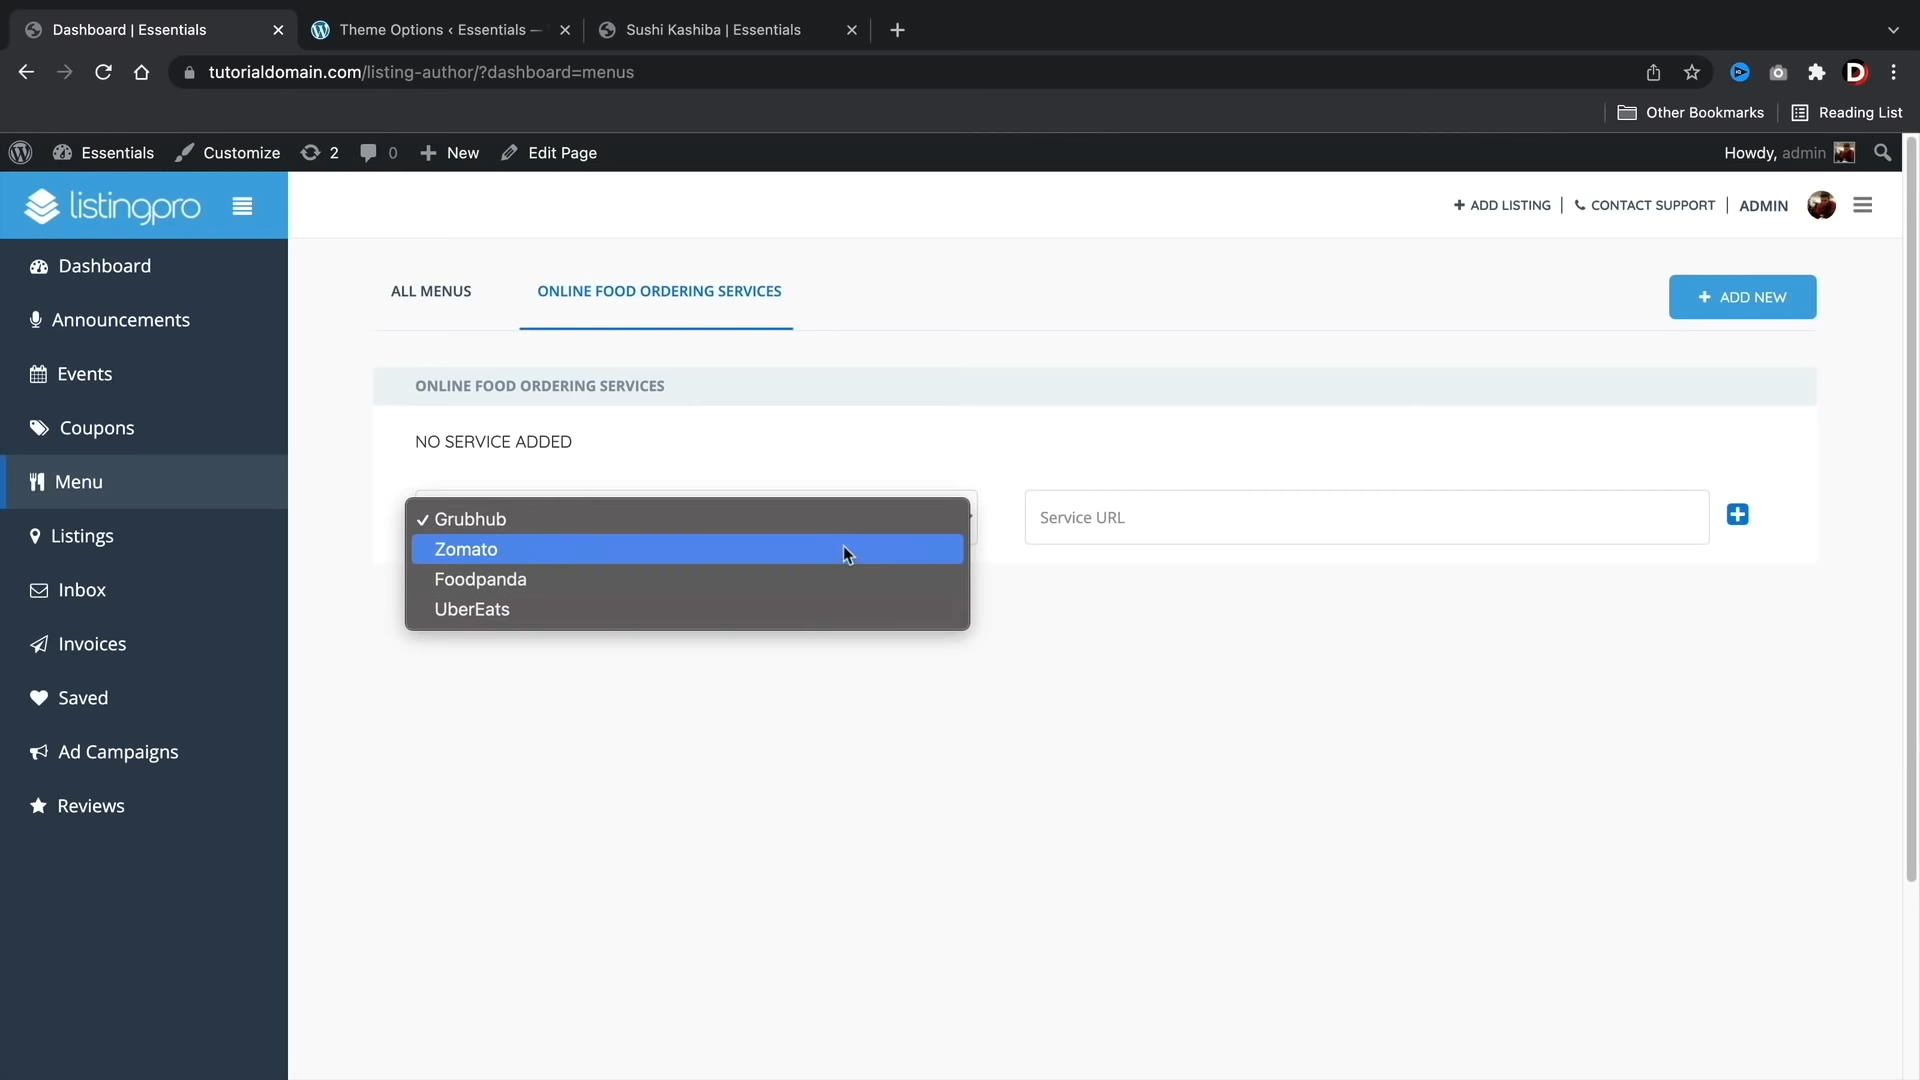 Dashboard | Essentials
Theme Options ‹ Essentials —
Sushi Kashiba | Essentials
tutorialdomain.com/listing-author/?dashboard=menus
Other Bookmarks
Reading List
Essentials
Customize
2
0
New
Edit Page
Howdy, admin
listingpro
+ ADD LISTING
CONTACT SUPPORT
ADMIN
Dashboard
Announcements
Events
Coupons
Menu
Listings
Inbox
Invoices
Saved
Ad Campaigns
Reviews
ALL MENUS
ONLINE FOOD ORDERING SERVICES
+ ADD NEW
ONLINE FOOD ORDERING SERVICES
NO SERVICE ADDED
✓ Grubhub
Zomato
Foodpanda
UberEats
Service URL